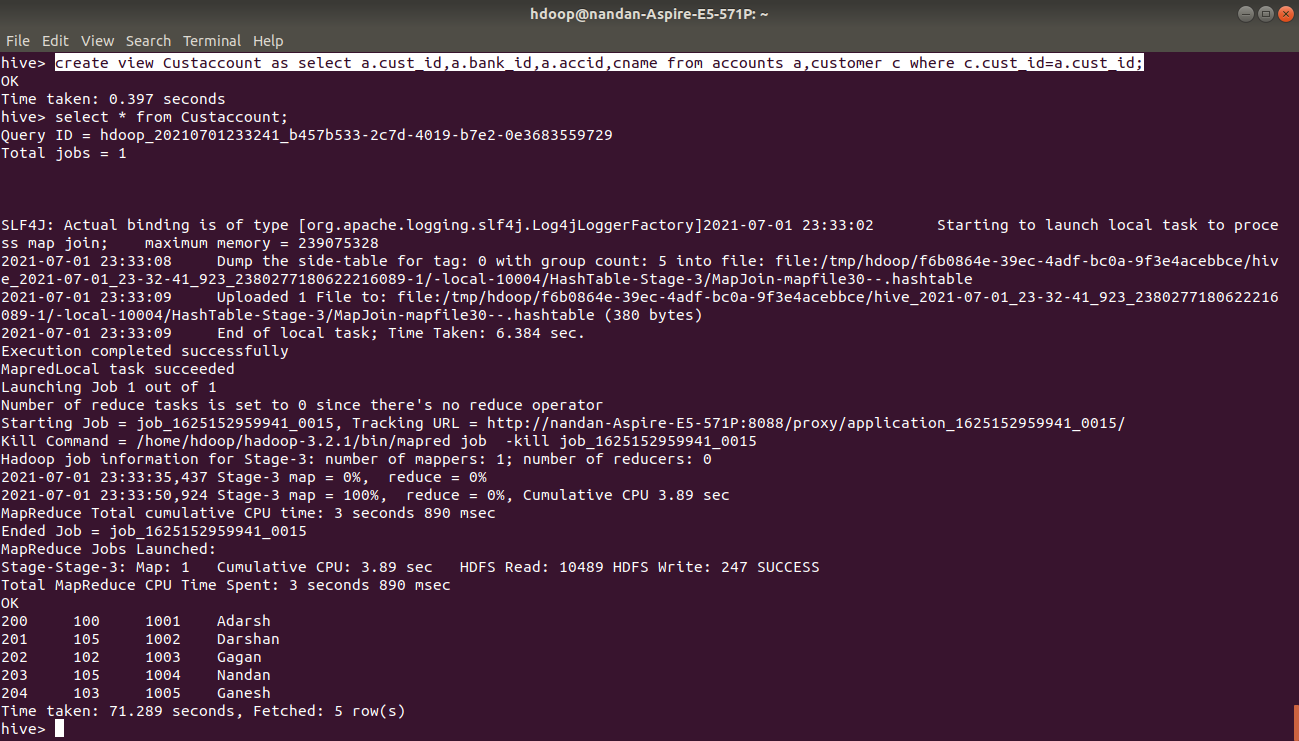 hdoop@nandan-Aspire-E5-571P: ~
File Edit View Search Terminal Help
hive> create view Custaccount as select a.cust_id,a.bank_id,a.accid,cname from accounts a,customer c where c.cust_id=a.cust_id;
OK
Time taken: 0.397 seconds
hive> select * from Custaccount;
Query ID = hdoop_20210701233241_b457b533-2c7d-4019-b7e2-0e3683559729
Total jobs = 1
SLF4J: Actual binding is of type [org.apache.logging.slf4j.Log4jLoggerFactory]2021-07-01 23:33:02       Starting to launch local task to proce
ss map join;    maximum memory = 239075328
2021-07-01 23:33:08     Dump the side-table for tag: 0 with group count: 5 into file: file:/tmp/hdoop/f6b0864e-39ec-4adf-bc0a-9f3e4acebbce/hiv
e_2021-07-01_23-32-41_923_2380277180622216089-1/-local-10004/HashTable-Stage-3/MapJoin-mapfile30--.hashtable
2021-07-01 23:33:09     Uploaded 1 File to: file:/tmp/hdoop/f6b0864e-39ec-4adf-bc0a-9f3e4acebbce/hive_2021-07-01_23-32-41_923_2380277180622216
089-1/-local-10004/HashTable-Stage-3/MapJoin-mapfile30--.hashtable (380 bytes)
2021-07-01 23:33:09     End of local task; Time Taken: 6.384 sec.
Execution completed successfully
MapredLocal task succeeded
Launching Job 1 out of 1
Number of reduce tasks is set to 0 since there's no reduce operator
Starting Job = job_1625152959941_0015, Tracking URL = http://nandan-Aspire-E5-571P:8088/proxy/application_1625152959941_0015/
Kill Command = /home/hdoop/hadoop-3.2.1/bin/mapred job  -kill job_1625152959941_0015
Hadoop job information for Stage-3: number of mappers: 1; number of reducers: 0
2021-07-01 23:33:35,437 Stage-3 map = 0%,  reduce = 0%
2021-07-01 23:33:50,924 Stage-3 map = 100%,  reduce = 0%, Cumulative CPU 3.89 sec
MapReduce Total cumulative CPU time: 3 seconds 890 msec
Ended Job = job_1625152959941_0015
MapReduce Jobs Launched:
Stage-Stage-3: Map: 1   Cumulative CPU: 3.89 sec   HDFS Read: 10489 HDFS Write: 247 SUCCESS
Total MapReduce CPU Time Spent: 3 seconds 890 msec
OK
200     100     1001    Adarsh
201     105     1002    Darshan
202     102     1003    Gagan
203     105     1004    Nandan
204     103     1005    Ganesh
Time taken: 71.289 seconds, Fetched: 5 row(s)
hive>